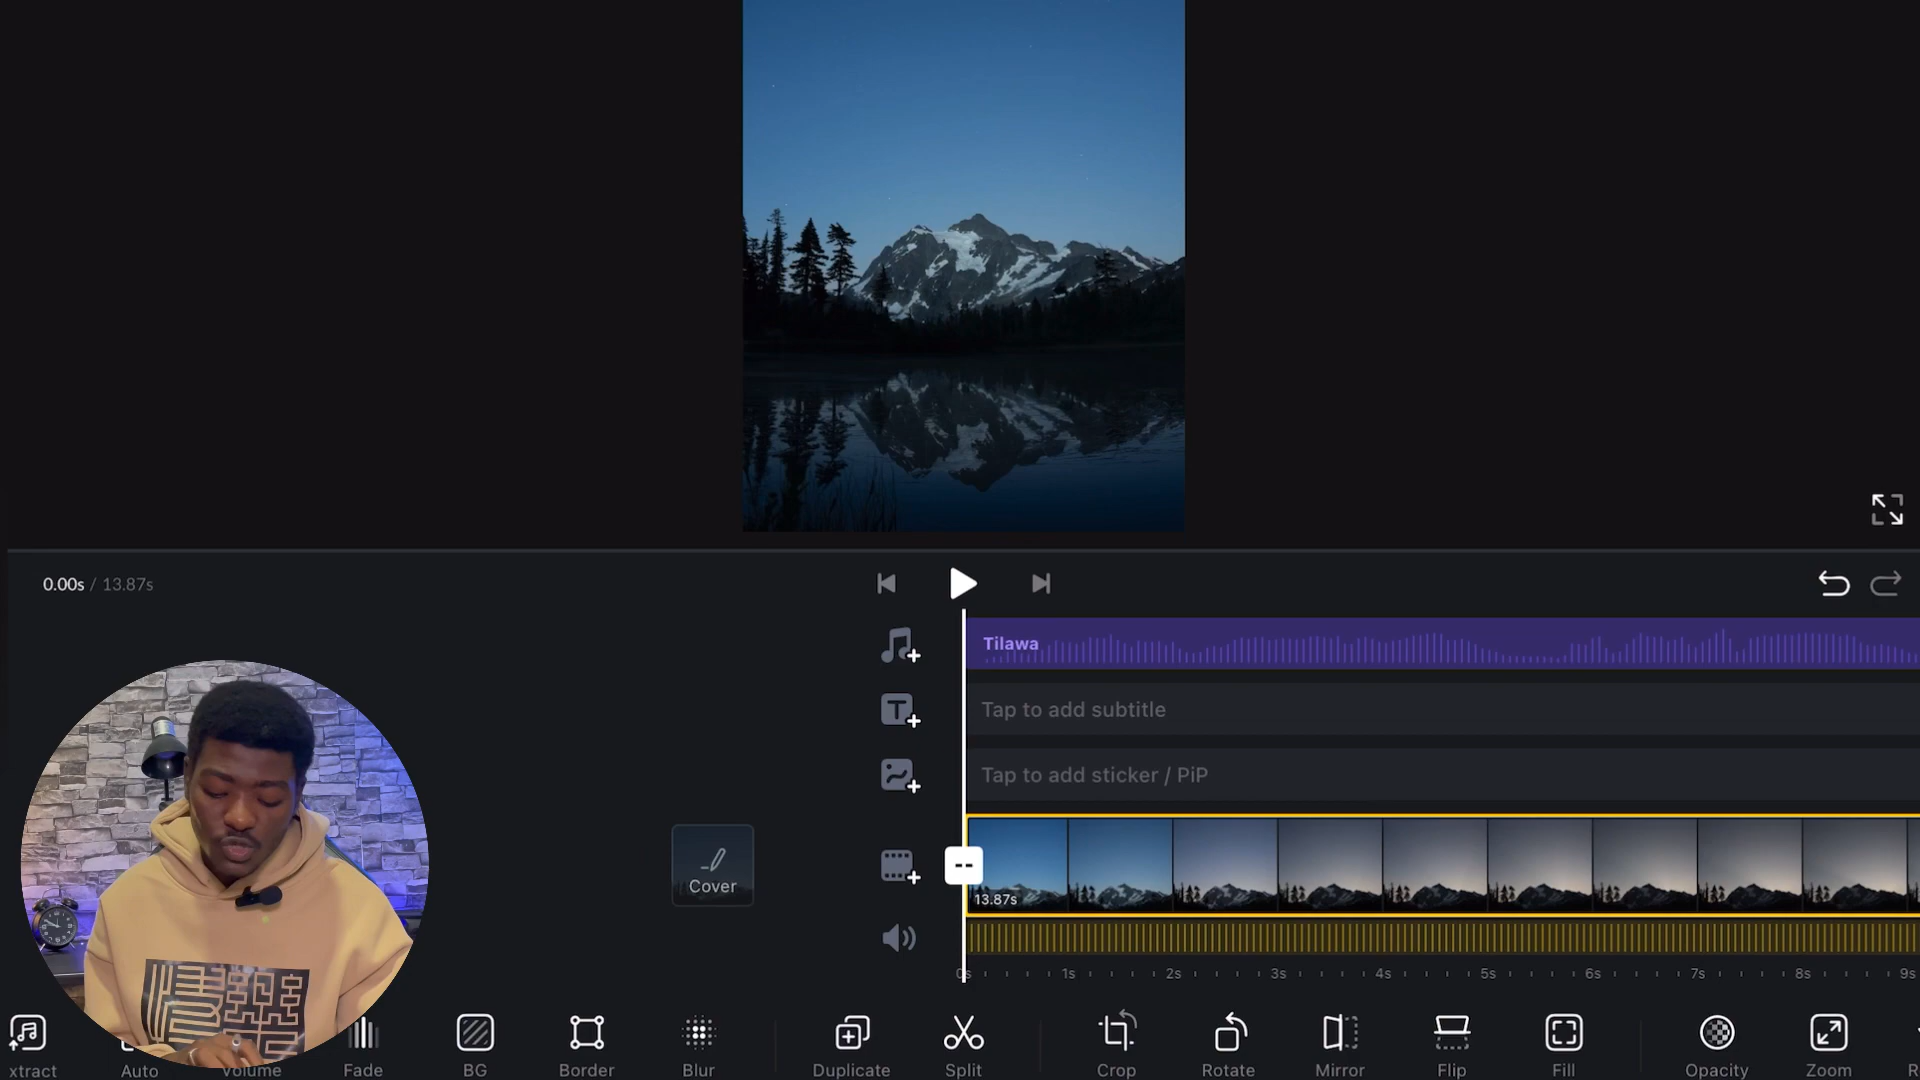 0.00s / 13.87s
Tilawa
Tap to add subtitle
Tap to add sticker / PiP
Cover
13.87s
0s 1s 2s 3s 4s 5s 6s 7s 8s 9s
xtract Auto Volume Fade BG Border Blur Duplicate Split Crop Rotate Mirror Flip Fill Opacity Zoom R